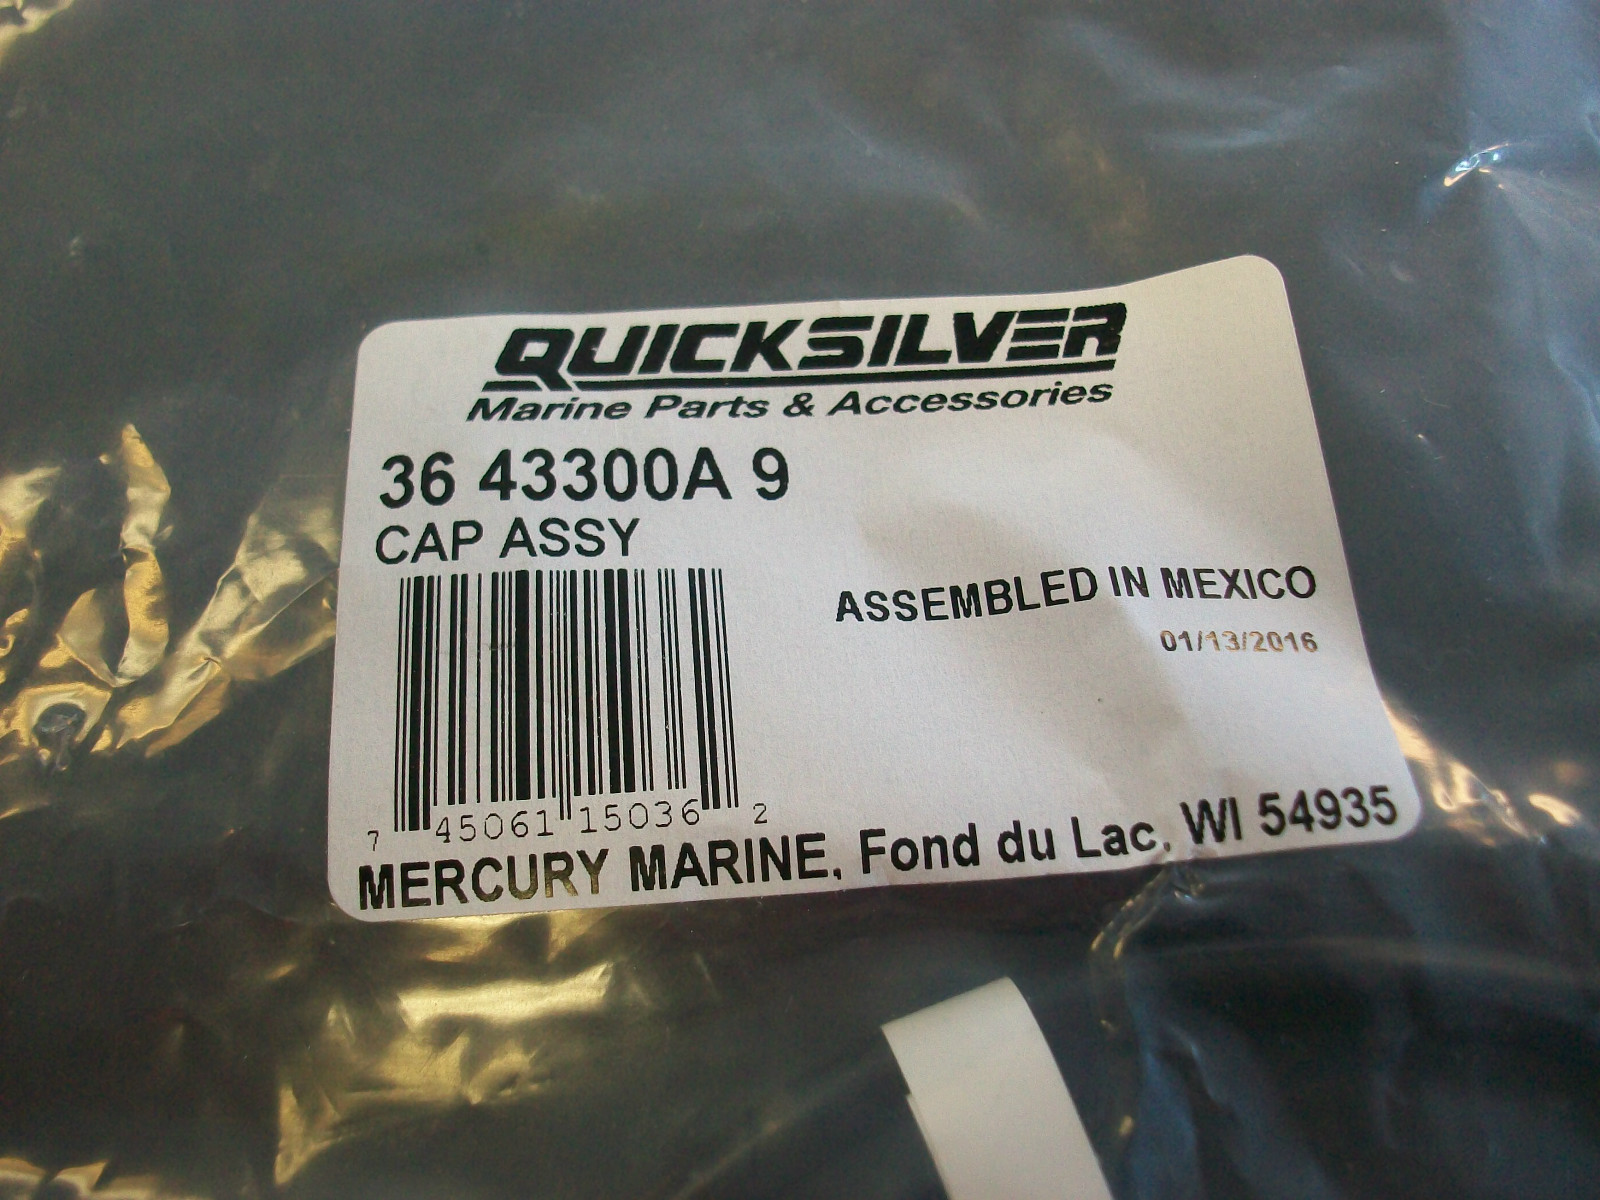 QUICKSILVER
Marine Parts & Accessories
36 43300A 9
CAP ASSY
ASSEMBLED IN MEXICO
01/13/2016
7 45061 15036 2
MERCURY MARINE, Fond du Lac, WI 54935